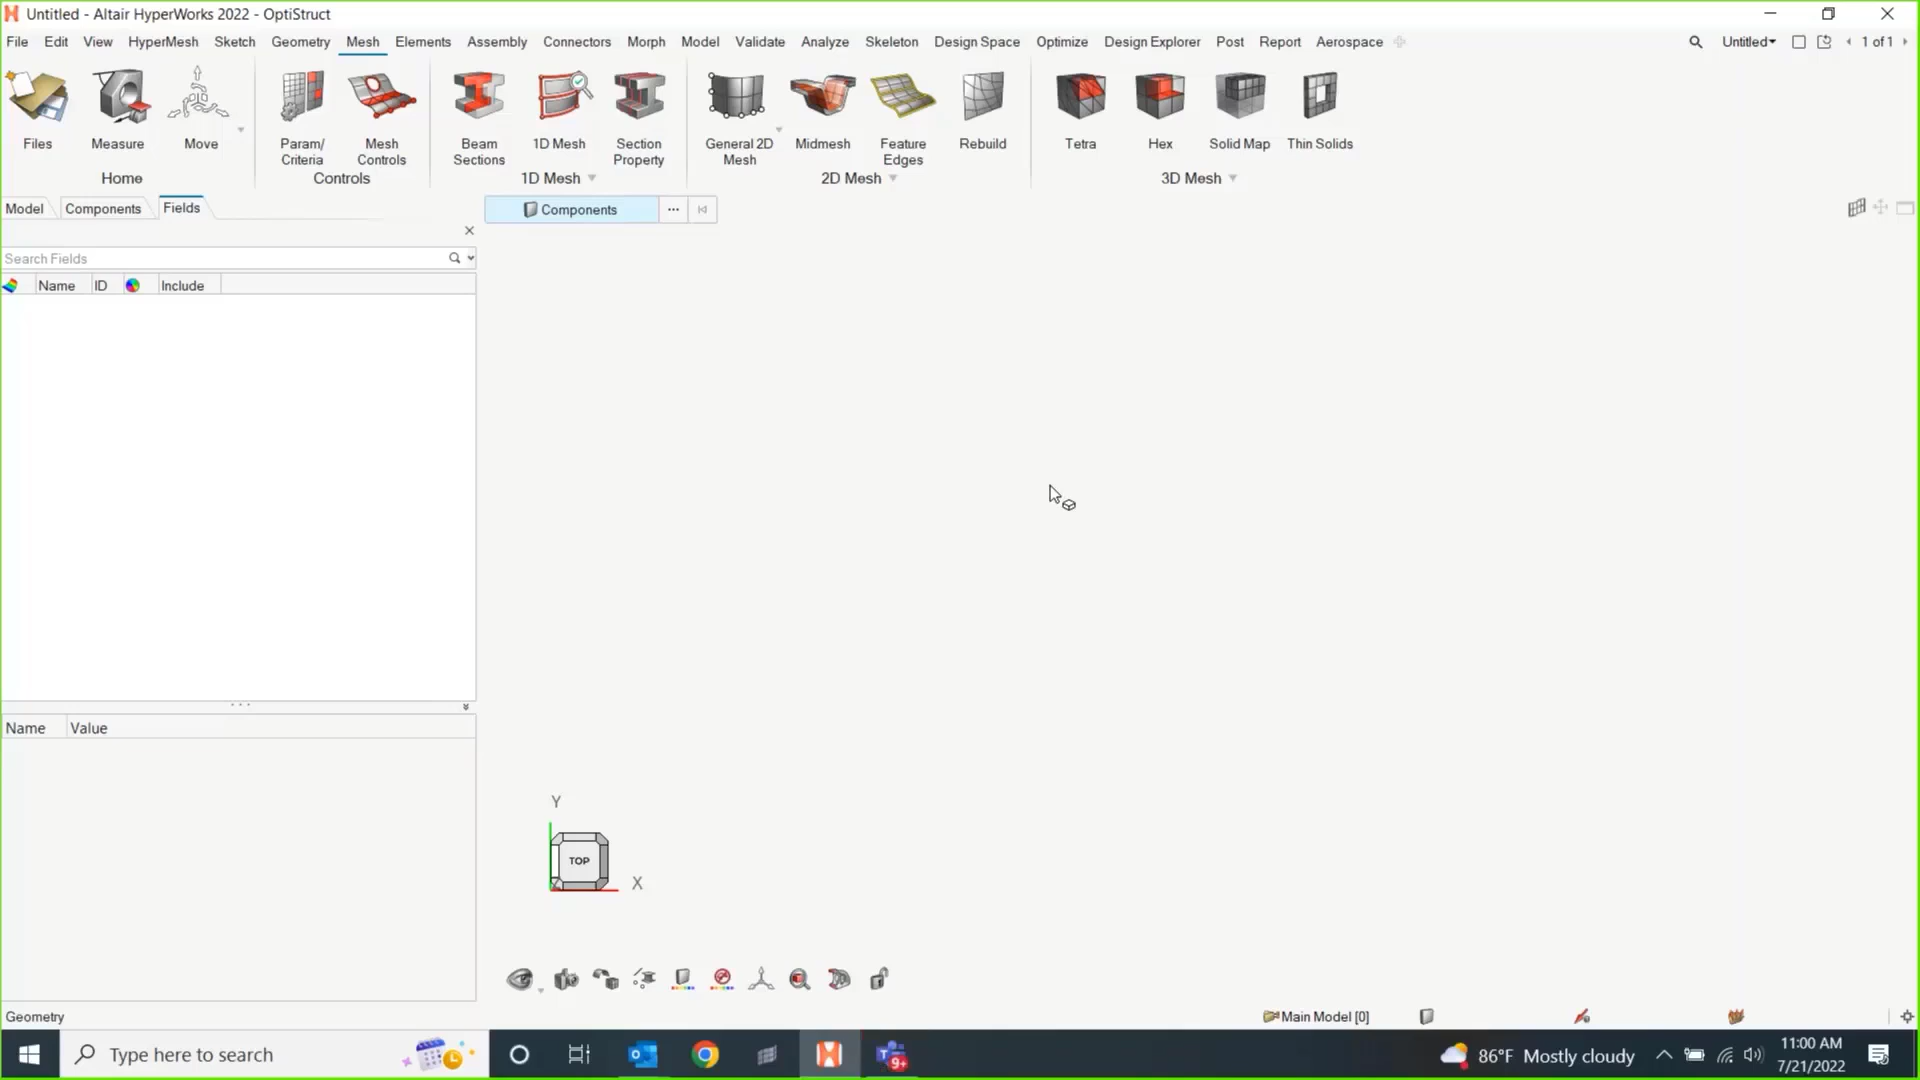 Untitled - Altair HyperWorks 2022 - OptiStruct
File Edit View HyperMesh Sketch Geometry Mesh Elements Assembly Connectors Morph Model Validate Analyze Skeleton Design Space Optimize Design Explorer Post Report Aerospace Untitled 1 of 1
Files Measure Move Param/ Criteria Mesh Controls Beam Sections 1D Mesh Section Property General 2D Mesh Midmesh Feature Edges Rebuild Tetra Hex Solid Map Thin Solids
Home Controls 1D Mesh 2D Mesh 3D Mesh
Model Components Fields Components ...
Search Fields
Name ID Include
Name Value
Y
TOP
X
Geometry Main Model [0]
Type here to search 9+ 86°F Mostly cloudy 11:00 AM
7/21/2022